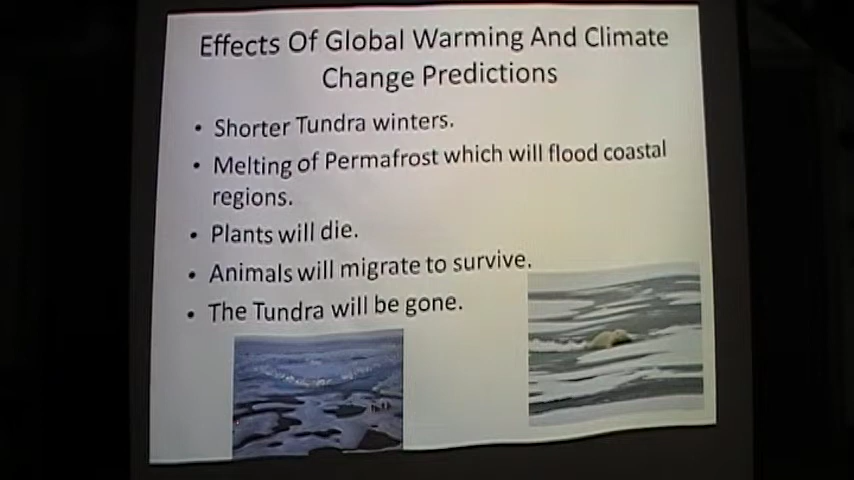 Effects Of Global Warming And Climate
Change Predictions
• Shorter Tundra winters.
• Melting of Permafrost which will flood coastal
regions.
• Plants will die.
• Animals will migrate to survive.
• The Tundra will be gone.